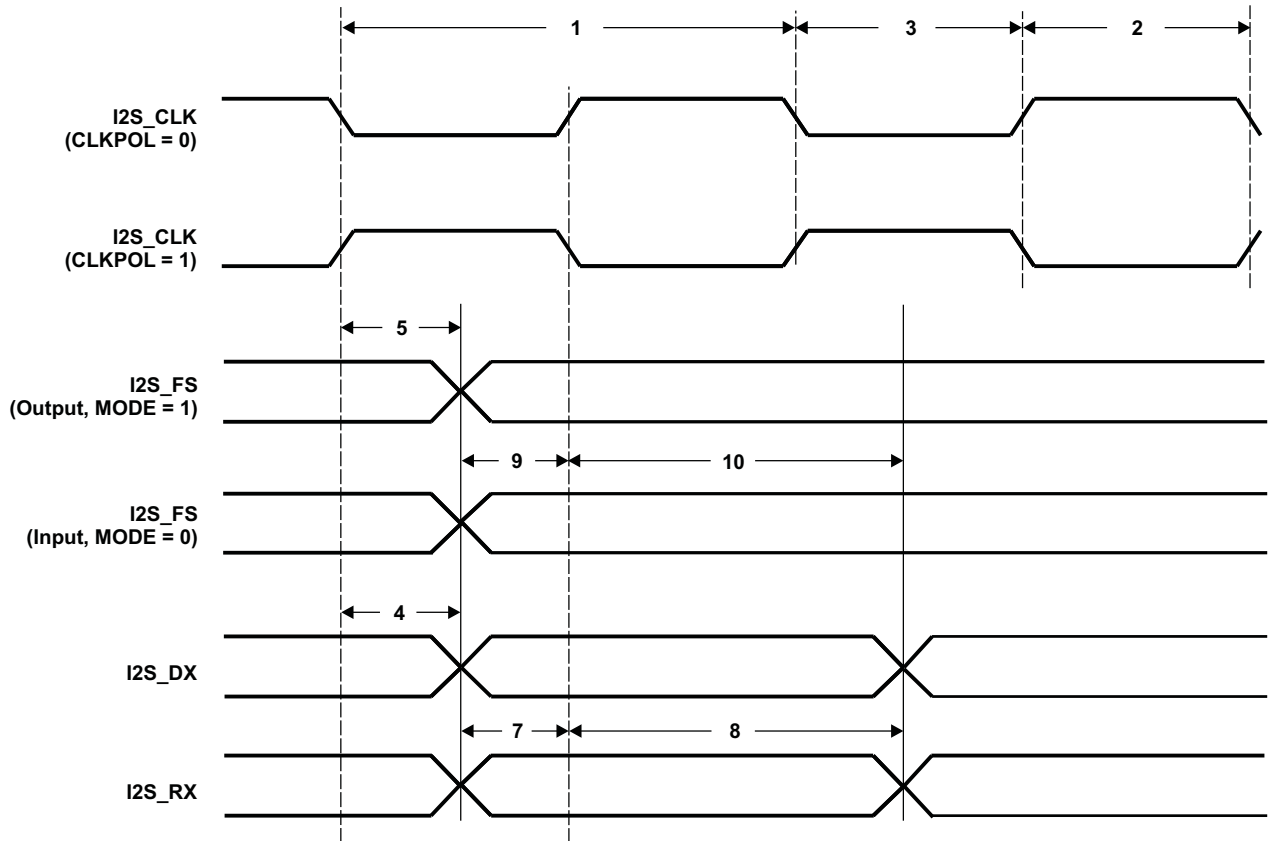 1
3
2
I2S_CLK
(CLKPOL = 0)
I2S_CLK
(CLKPOL = 1)
5
I2S_FS
(Output, MODE = 1)
9
10
I2S_FS
(Input, MODE = 0)
4
I2S_DX
7
8
I2S_RX